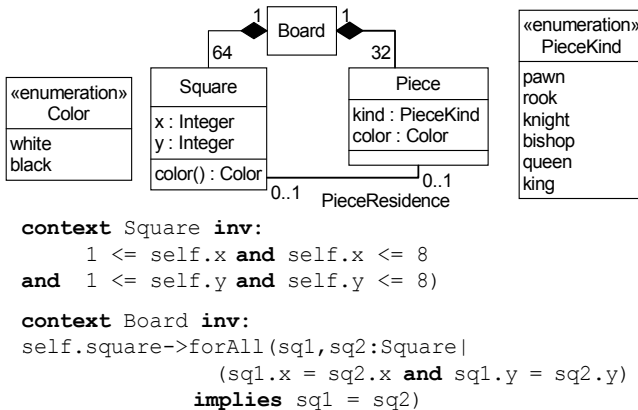 1 Board 1
64
32
«enumeration»
Color
white
black
Square
x : Integer
y : Integer
color() : Color
Piece
kind : PieceKind
color : Color
«enumeration»
PieceKind
pawn
rook
knight
bishop
queen
king
0..1
0..1
PieceResidence
context Square inv:
1 <= self.x and self.x <= 8
and 1 <= self.y and self.y <= 8)
context Board inv:
self.square->forAll(sq1,sq2:Square|
(sq1.x = sq2.x and sq1.y = sq2.y)
implies sq1 = sq2)